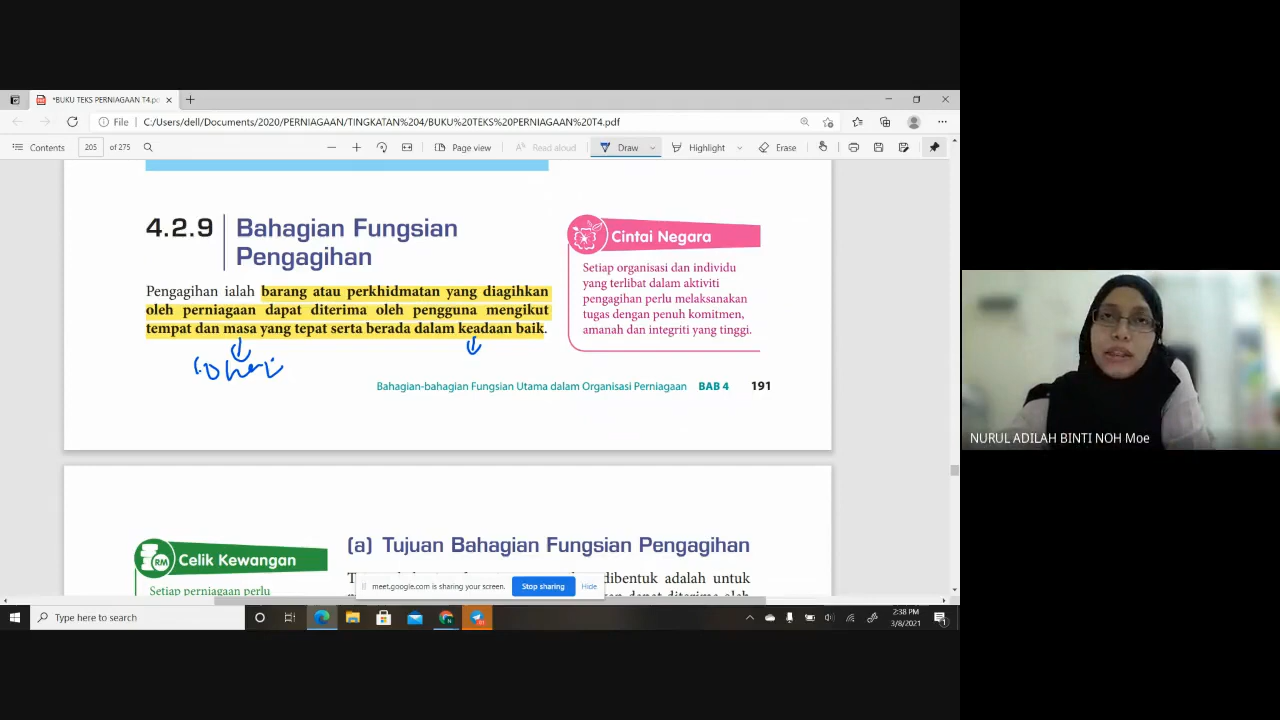 *BUKU TEKS PERNIAGAAN T4.pd
File
C:/Users/dell/Documents/2020/PERNIAGAAN/TINGKATAN%204/BUKU%20TEKS%20PERNIAGAAN%20T4.pdf
Contents
205 of 275
Page view
Read aloud
Draw
Highlight
Erase
4.2.9 Bahagian Fungsian
Pengagihan
Pengagihan ialah barang atau perkhidmatan yang diagihkan
oleh perniagaan dapat diterima oleh pengguna mengikut
tempat dan masa yang tepat serta berada dalam keadaan baik.
Cintai Negara
Setiap organisasi dan individu
yang terlibat dalam aktiviti
pengagihan perlu melaksanakan
tugas dengan penuh komitmen,
amanah dan integriti yang tinggi.
Bahagian-bahagian Fungsian Utama dalam Organisasi Perniagaan BAB 4 191
Celik Kewangan
Setiap perniagaan perlu
(a) Tujuan Bahagian Fungsian Pengagihan
dibentuk adalah untuk
meet.google.com is sharing your screen.
Stop sharing
Hide
NURUL ADILAH BINTI NOH Moe
Type here to search
2:38 PM
3/8/2021